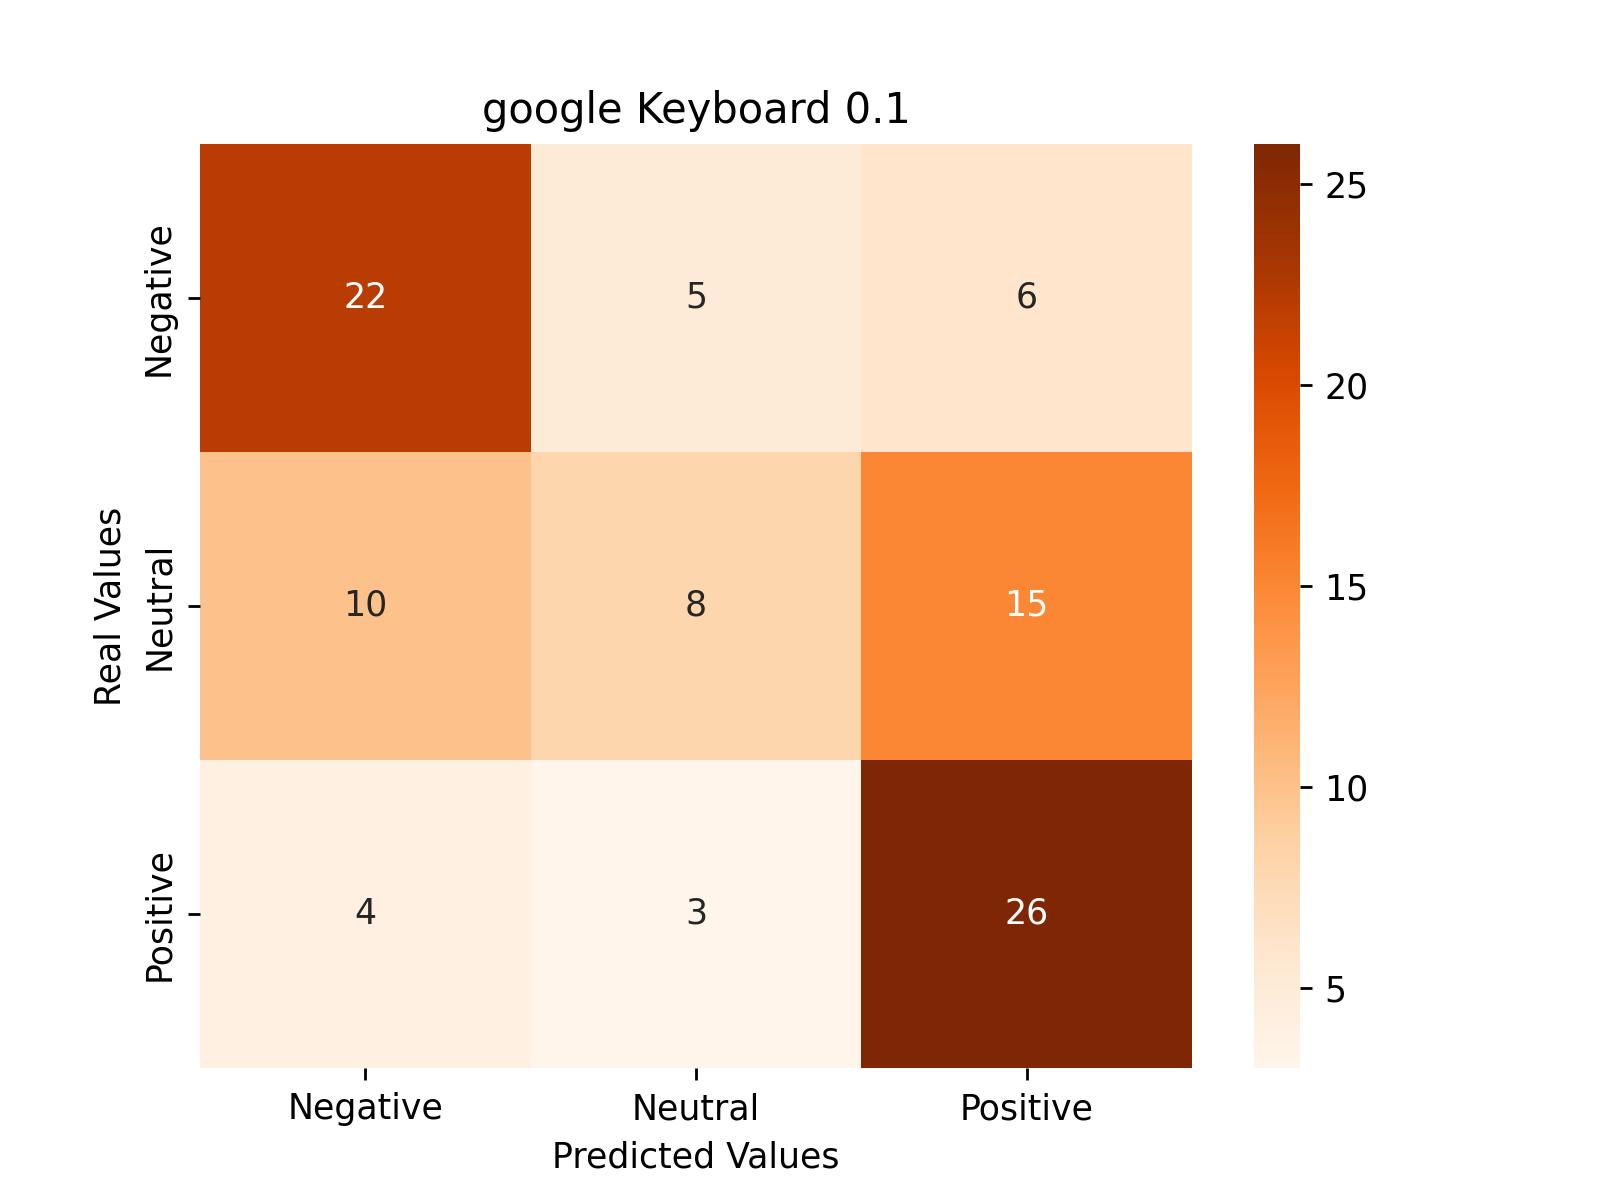 google Keyboard 0.1
Real Values
Negative
22 5 6
Neutral
10 8 15
Positive
4 3 26
Negative Neutral Positive
Predicted Values
25
20
15
10
5